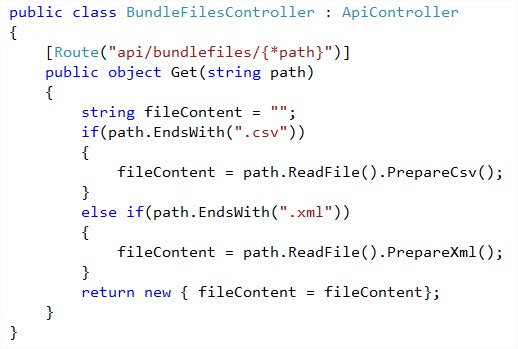 public class BundleFilesController : ApiController
{
    [Route("api/bundlefiles/{*path}")]
    public object Get(string path)
    {
        string fileContent = "";
        if(path.EndsWith(".csv"))
        {
            fileContent = path.ReadFile().PrepareCsv();
        }
        else if(path.EndsWith(".xml"))
        {
            fileContent = path.ReadFile().PrepareXml();
        }
        return new { fileContent = fileContent};
    }
}